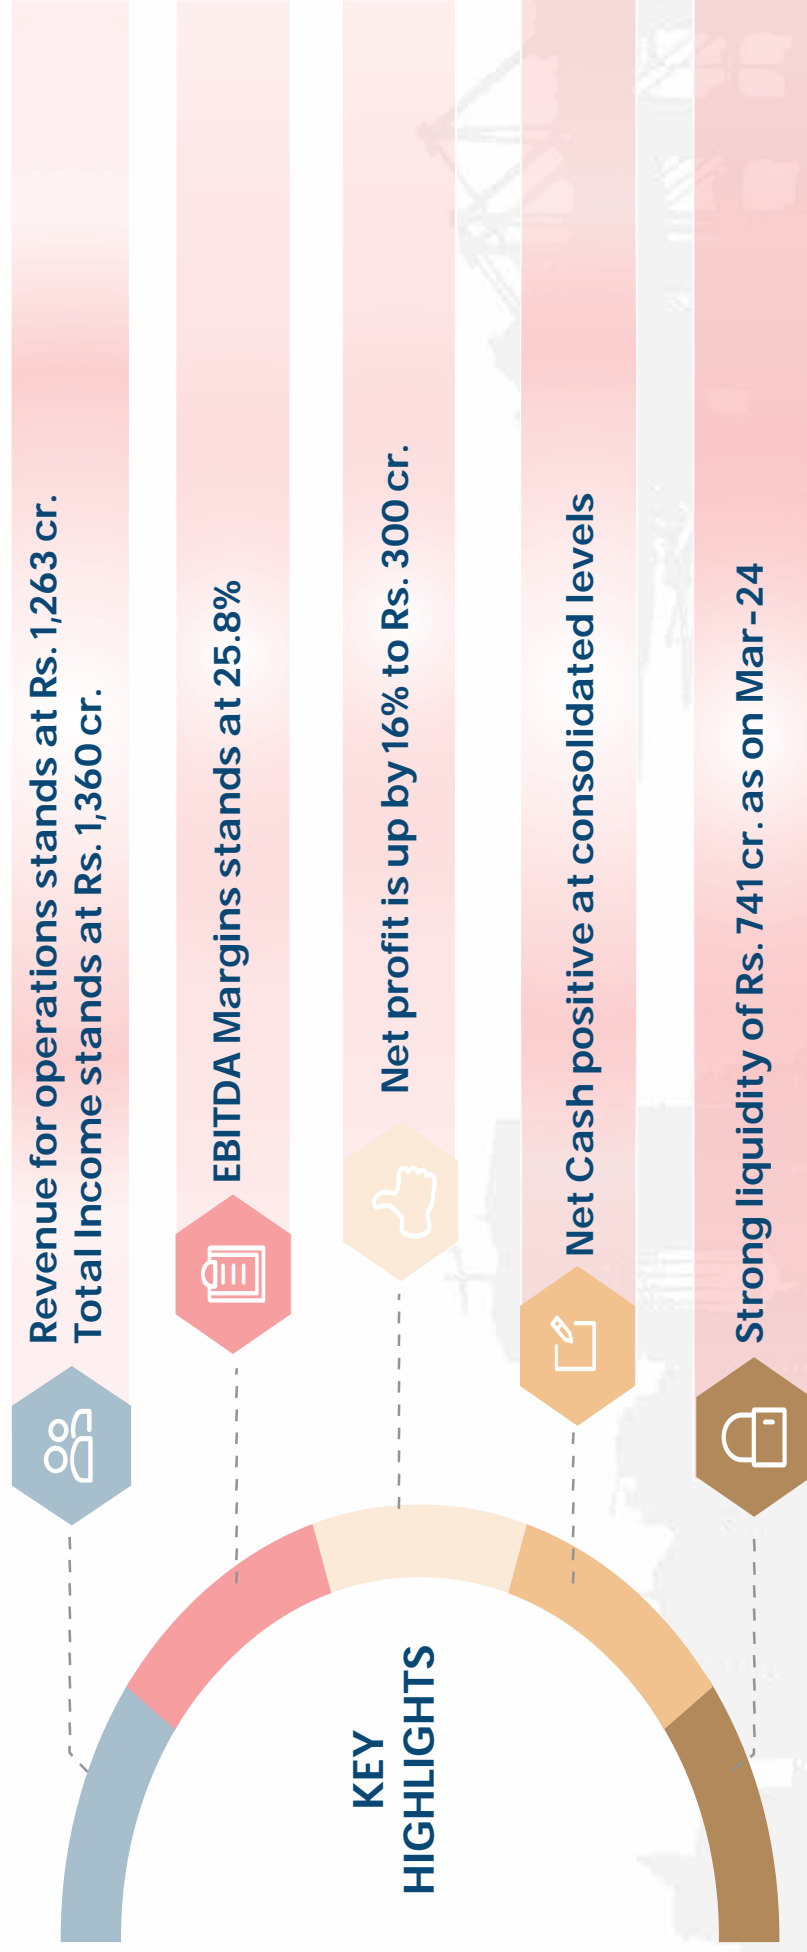 KEY
HIGHLIGHTS
Revenue for operations stands at Rs. 1,263 cr.
Total Income stands at Rs. 1,360 cr.
EBITDA Margins stands at 25.8%
Net profit is up by 16% to Rs. 300 cr.
Net Cash positive at consolidated levels
Strong liquidity of Rs. 741 cr. as on Mar-24